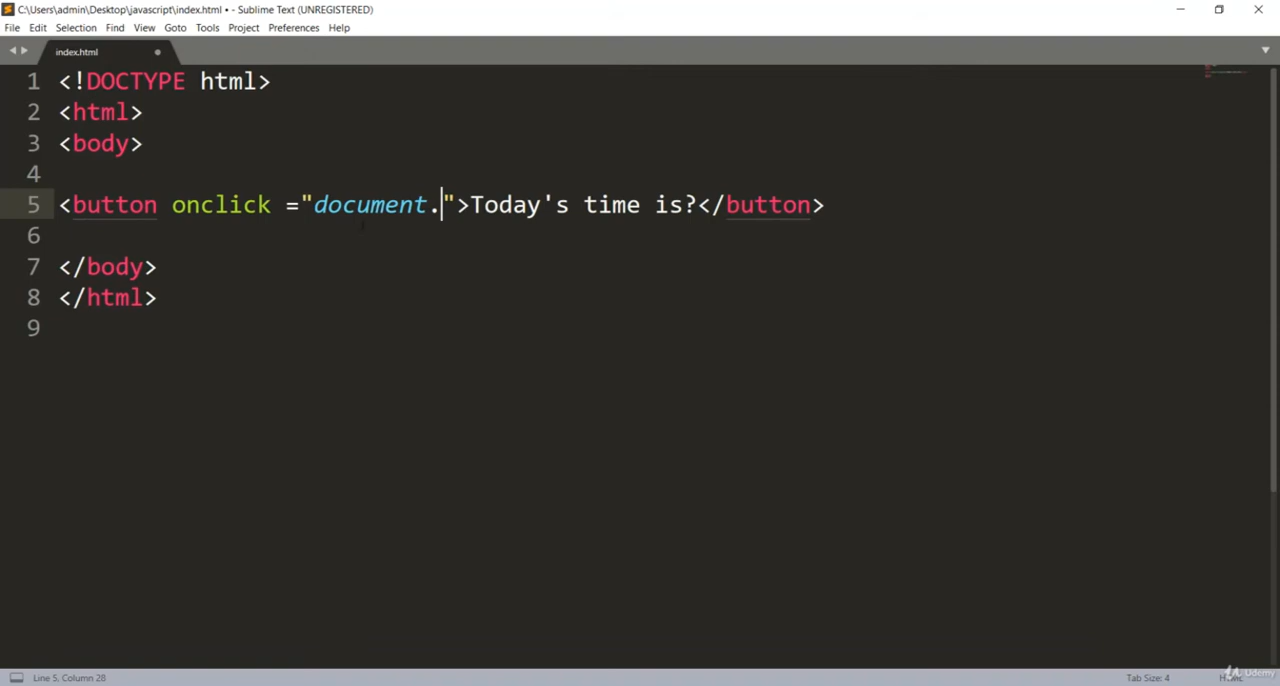 C:\Users\admin\Desktop\javascript\index.html • - Sublime Text (UNREGISTERED)
File Edit Selection Find View Goto Tools Project Preferences Help
index.html
1 <!DOCTYPE html>
2 <html>
3 <body>
4
5 <button onclick ="document.">Today's time is?</button>
6
7 </body>
8 </html>
9
Line 5, Column 28 Tab Size: 4 HTML
Udemy